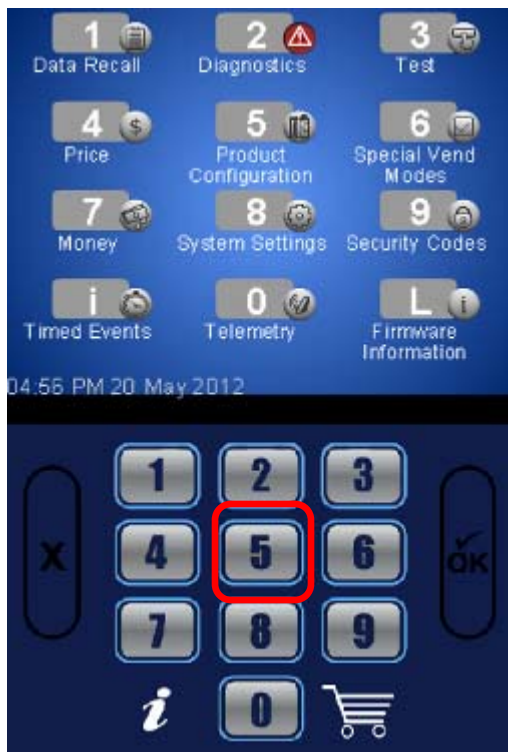 1 2 3
Data Recall Diagnostics Test
4 $ 5 6
Price Product Configuration Special Vend Modes
7 8 9
Money System Settings Security Codes
i 0 L i
Timed Events Telemetry Firmware Information
04:56 PM 20 May 2012
1 2 3
X 4 5 6 OK
7 8 9
i 0